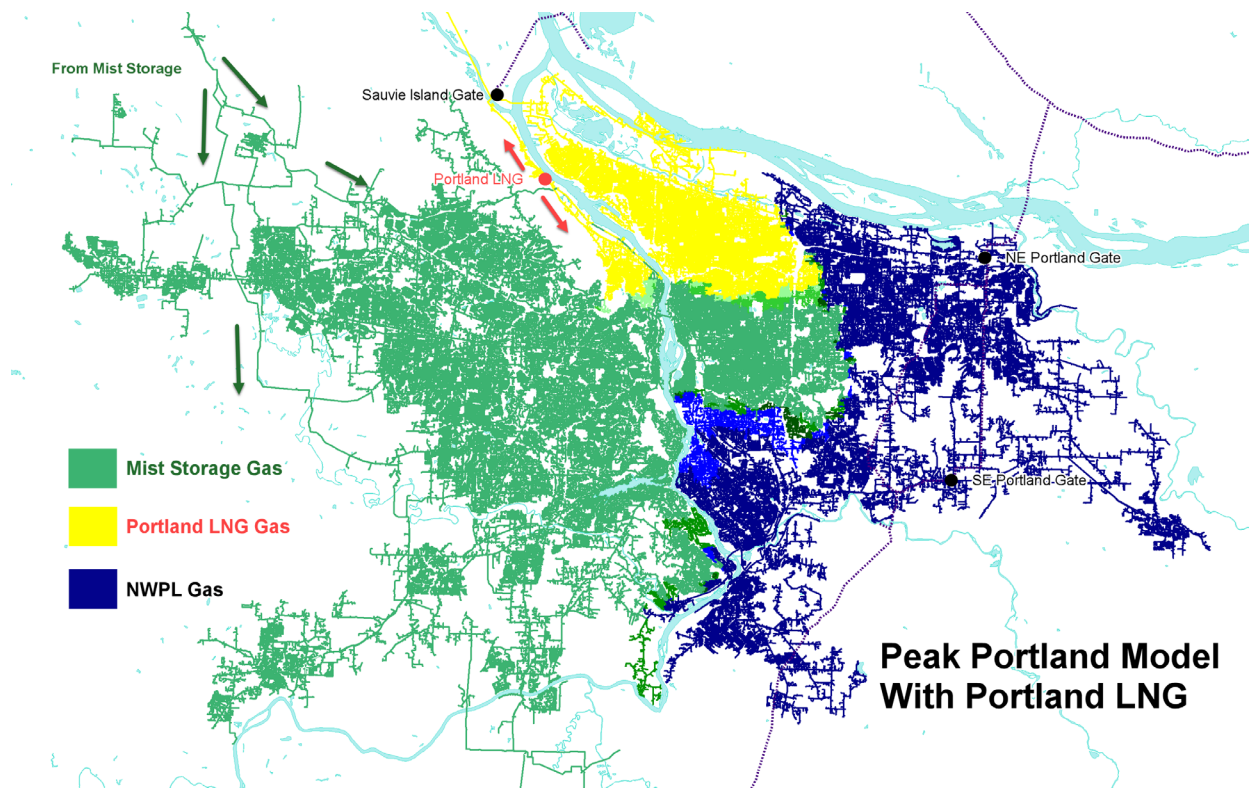 From Mist Storage
Sauvie Island Gate
Portland LNG
NE Portland Gate
Mist Storage Gas
SE Portland Gate
Portland LNG Gas
NWPL Gas
Peak Portland Model
With Portland LNG